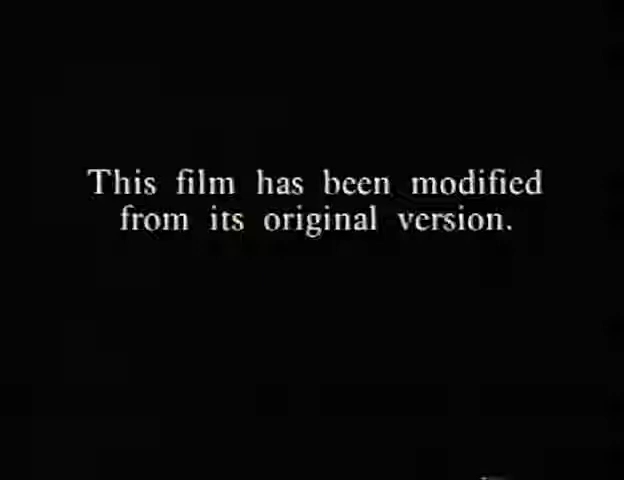 This film has been modified
from its original version.